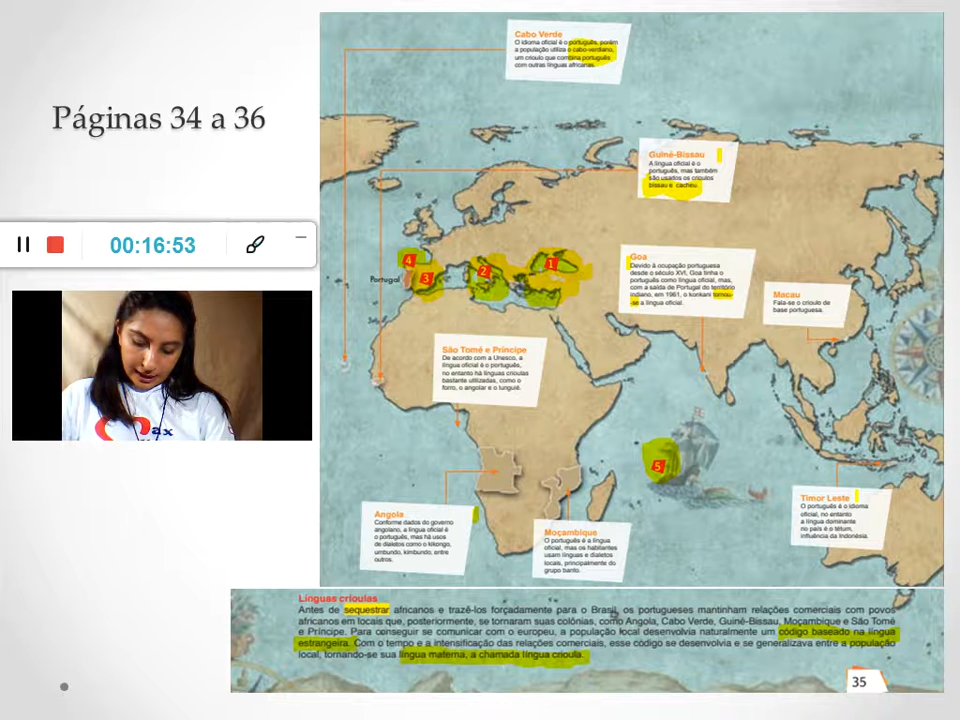 Páginas 34 a 36
00:16:53
Cabo Verde
O idioma oficial é o português, porém
a população utiliza o cabo-verdiano,
um crioulo que combina português
com outras línguas africanas.
Guiné-Bissau
A língua oficial é o
português, mas também
são usados os crioulos
bissau e cacheu.
4
3
2
1
Portugal
Goa
Devido à ocupação portuguesa
desde o século XVI, Goa tinha o
português como língua oficial, mas,
com a saída de Portugal do território
indiano, em 1961, o konkani tornou-
-se a língua oficial.
Macau
Fala-se o crioulo de
base portuguesa.
São Tomé e Príncipe
De acordo com a Unesco, a
língua oficial é o português,
no entanto há línguas crioulas
bastante utilizadas, como o
forro, o angolar e o lunguié.
5
Angola
Conforme dados do governo
angolano, a língua oficial é
o português, mas há usos
de dialetos como o kikongo,
umbundo, kimbundo, entre
outros.
Moçambique
O português é a língua
oficial, mas os habitantes
usam línguas e dialetos
locais, principalmente do
grupo banto.
Timor Leste
O português é o idioma
oficial, no entanto
a língua dominante
no país é o tétum,
influência da Indonésia.
Línguas crioulas
Antes de sequestrar africanos e trazê-los forçadamente para o Brasil, os portugueses mantinham relações comerciais com povos
africanos em locais que, posteriormente, se tornaram suas colônias, como Angola, Cabo Verde, Guiné-Bissau, Moçambique e São Tomé
e Príncipe. Para conseguir se comunicar com o europeu, a população local desenvolvia naturalmente um código baseado na língua
estrangeira. Com o tempo e a intensificação das relações comerciais, esse código se desenvolvia e se generalizava entre a população
local, tornando-se sua língua materna, a chamada língua crioula.
35